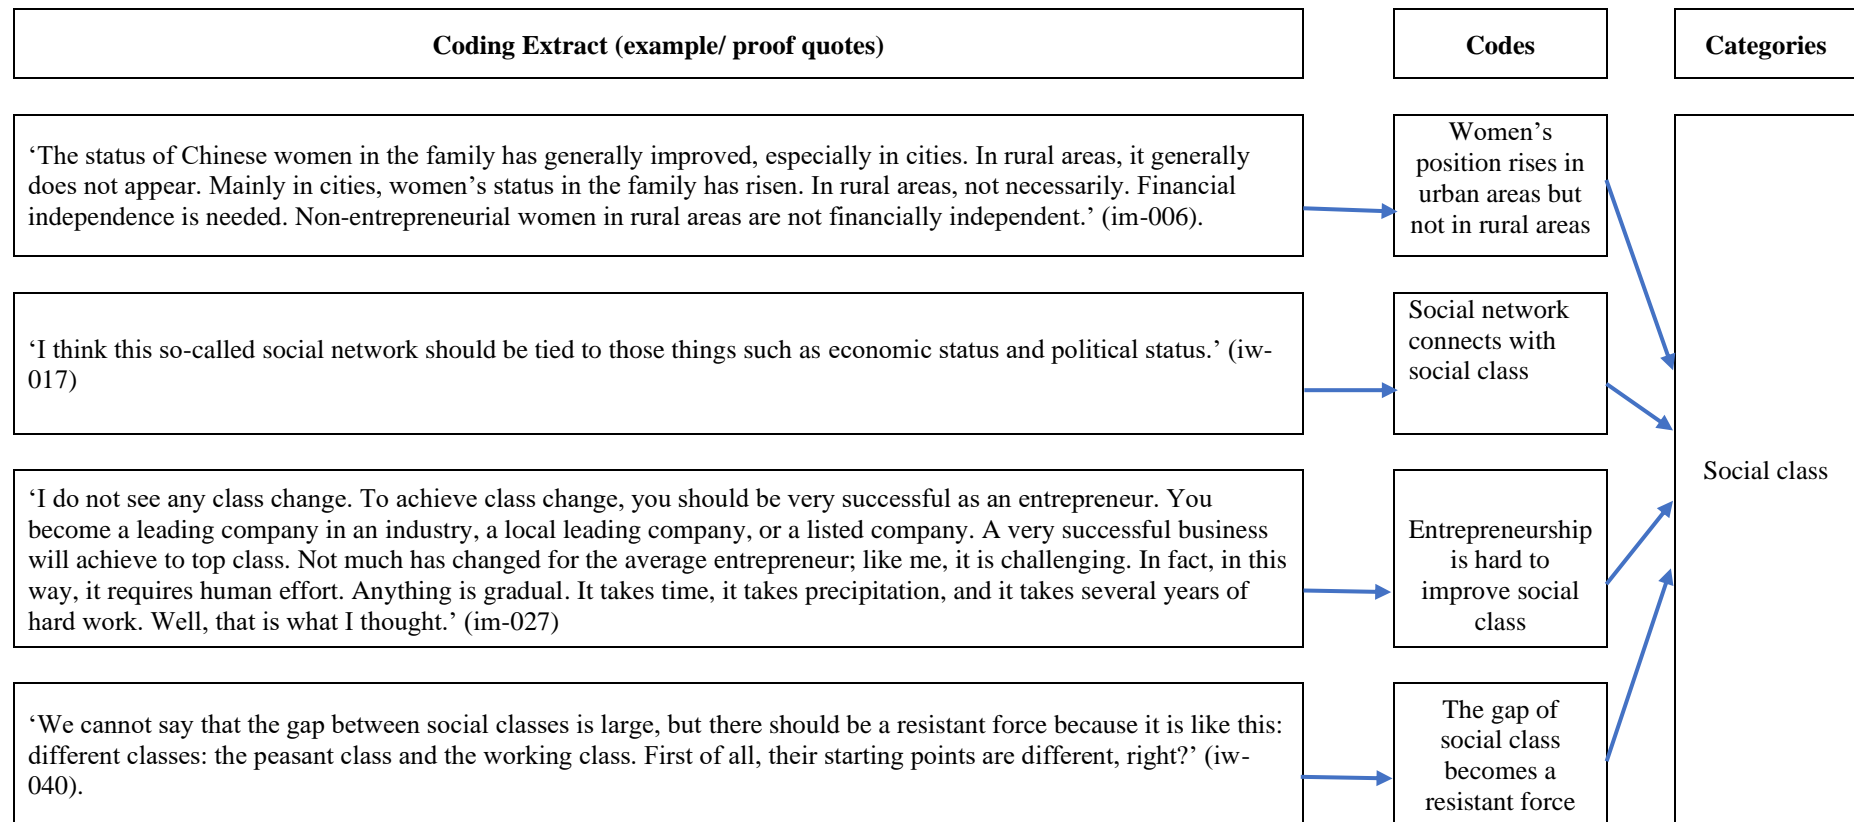 Coding Extract (example/ proof quotes)
Codes
Categories
‘The status of Chinese women in the family has generally improved, especially in cities. In rural areas, it generally
does not appear. Mainly in cities, women’s status in the family has risen. In rural areas, not necessarily. Financial
independence is needed. Non-entrepreneurial women in rural areas are not financially independent.’ (im-006).
Women’s
position rises in
urban areas but
not in rural areas
‘I think this so-called social network should be tied to those things such as economic status and political status.’ (iw-
017)
Social network
connects with
social class
‘I do not see any class change. To achieve class change, you should be very successful as an entrepreneur. You
become a leading company in an industry, a local leading company, or a listed company. A very successful business
will achieve to top class. Not much has changed for the average entrepreneur; like me, it is challenging. In fact, in this
way, it requires human effort. Anything is gradual. It takes time, it takes precipitation, and it takes several years of
hard work. Well, that is what I thought.’ (im-027)
Entrepreneurship
is hard to
improve social
class
‘We cannot say that the gap between social classes is large, but there should be a resistant force because it is like this:
different classes: the peasant class and the working class. First of all, their starting points are different, right?’ (iw-
040).
The gap of
social class
becomes a
resistant force
Social class